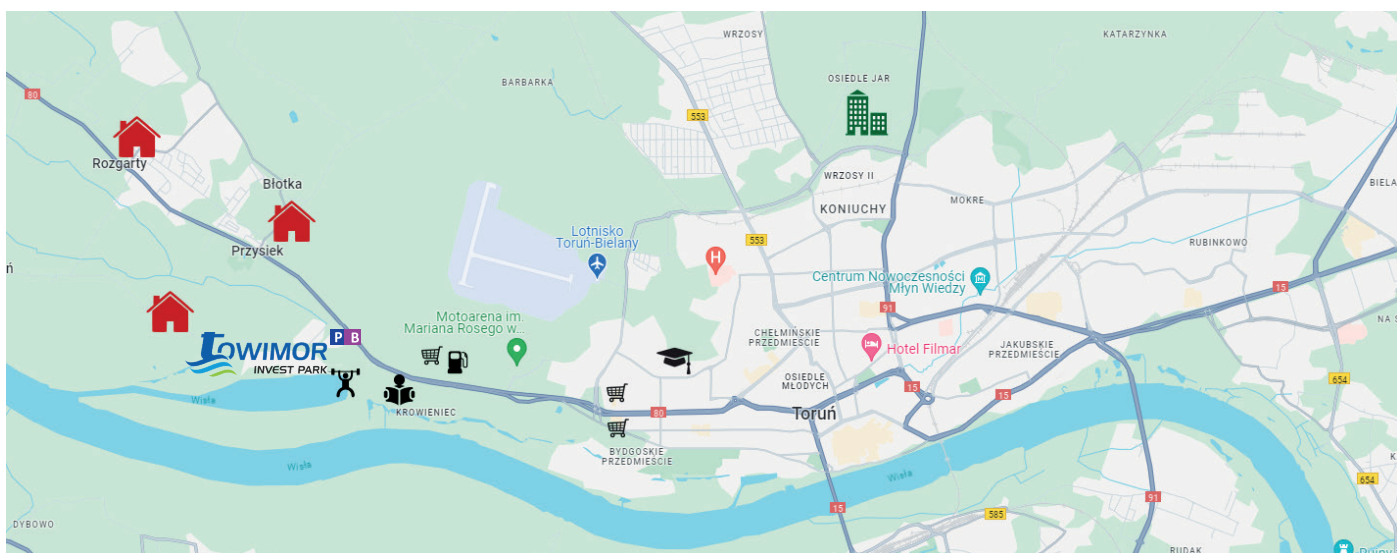 WRZOSY
KATARZYNKA
BARBARKA
OSIEDLE JAR
80
553
15
Rozgarty
Błotka
WRZOSY II
MOKRE
BIELA
KONIUCHY
Przysiek
Lotnisko
Toruń-Bielany
553
RUBINKOWO
H
Centrum Nowoczesności
Młyn Wiedzy
15
ń
91
Motoarena im.
Mariana Rosego w...
NA S
CHEŁMIŃSKIE
PRZEDMIEŚCIE
JAKUBSKIE
PRZEDMIEŚCIE
Hotel Filmar
P B
TOWIMOR
INVEST PARK
OSIEDLE
MŁODYCH
15
15
654
Wisła
KROWIENIEC
80
Toruń
BYDGOSKIE
PRZEDMIEŚCIE
Wisła
Wisła
K
654
91
15
585
DYBOWO
RUDAK